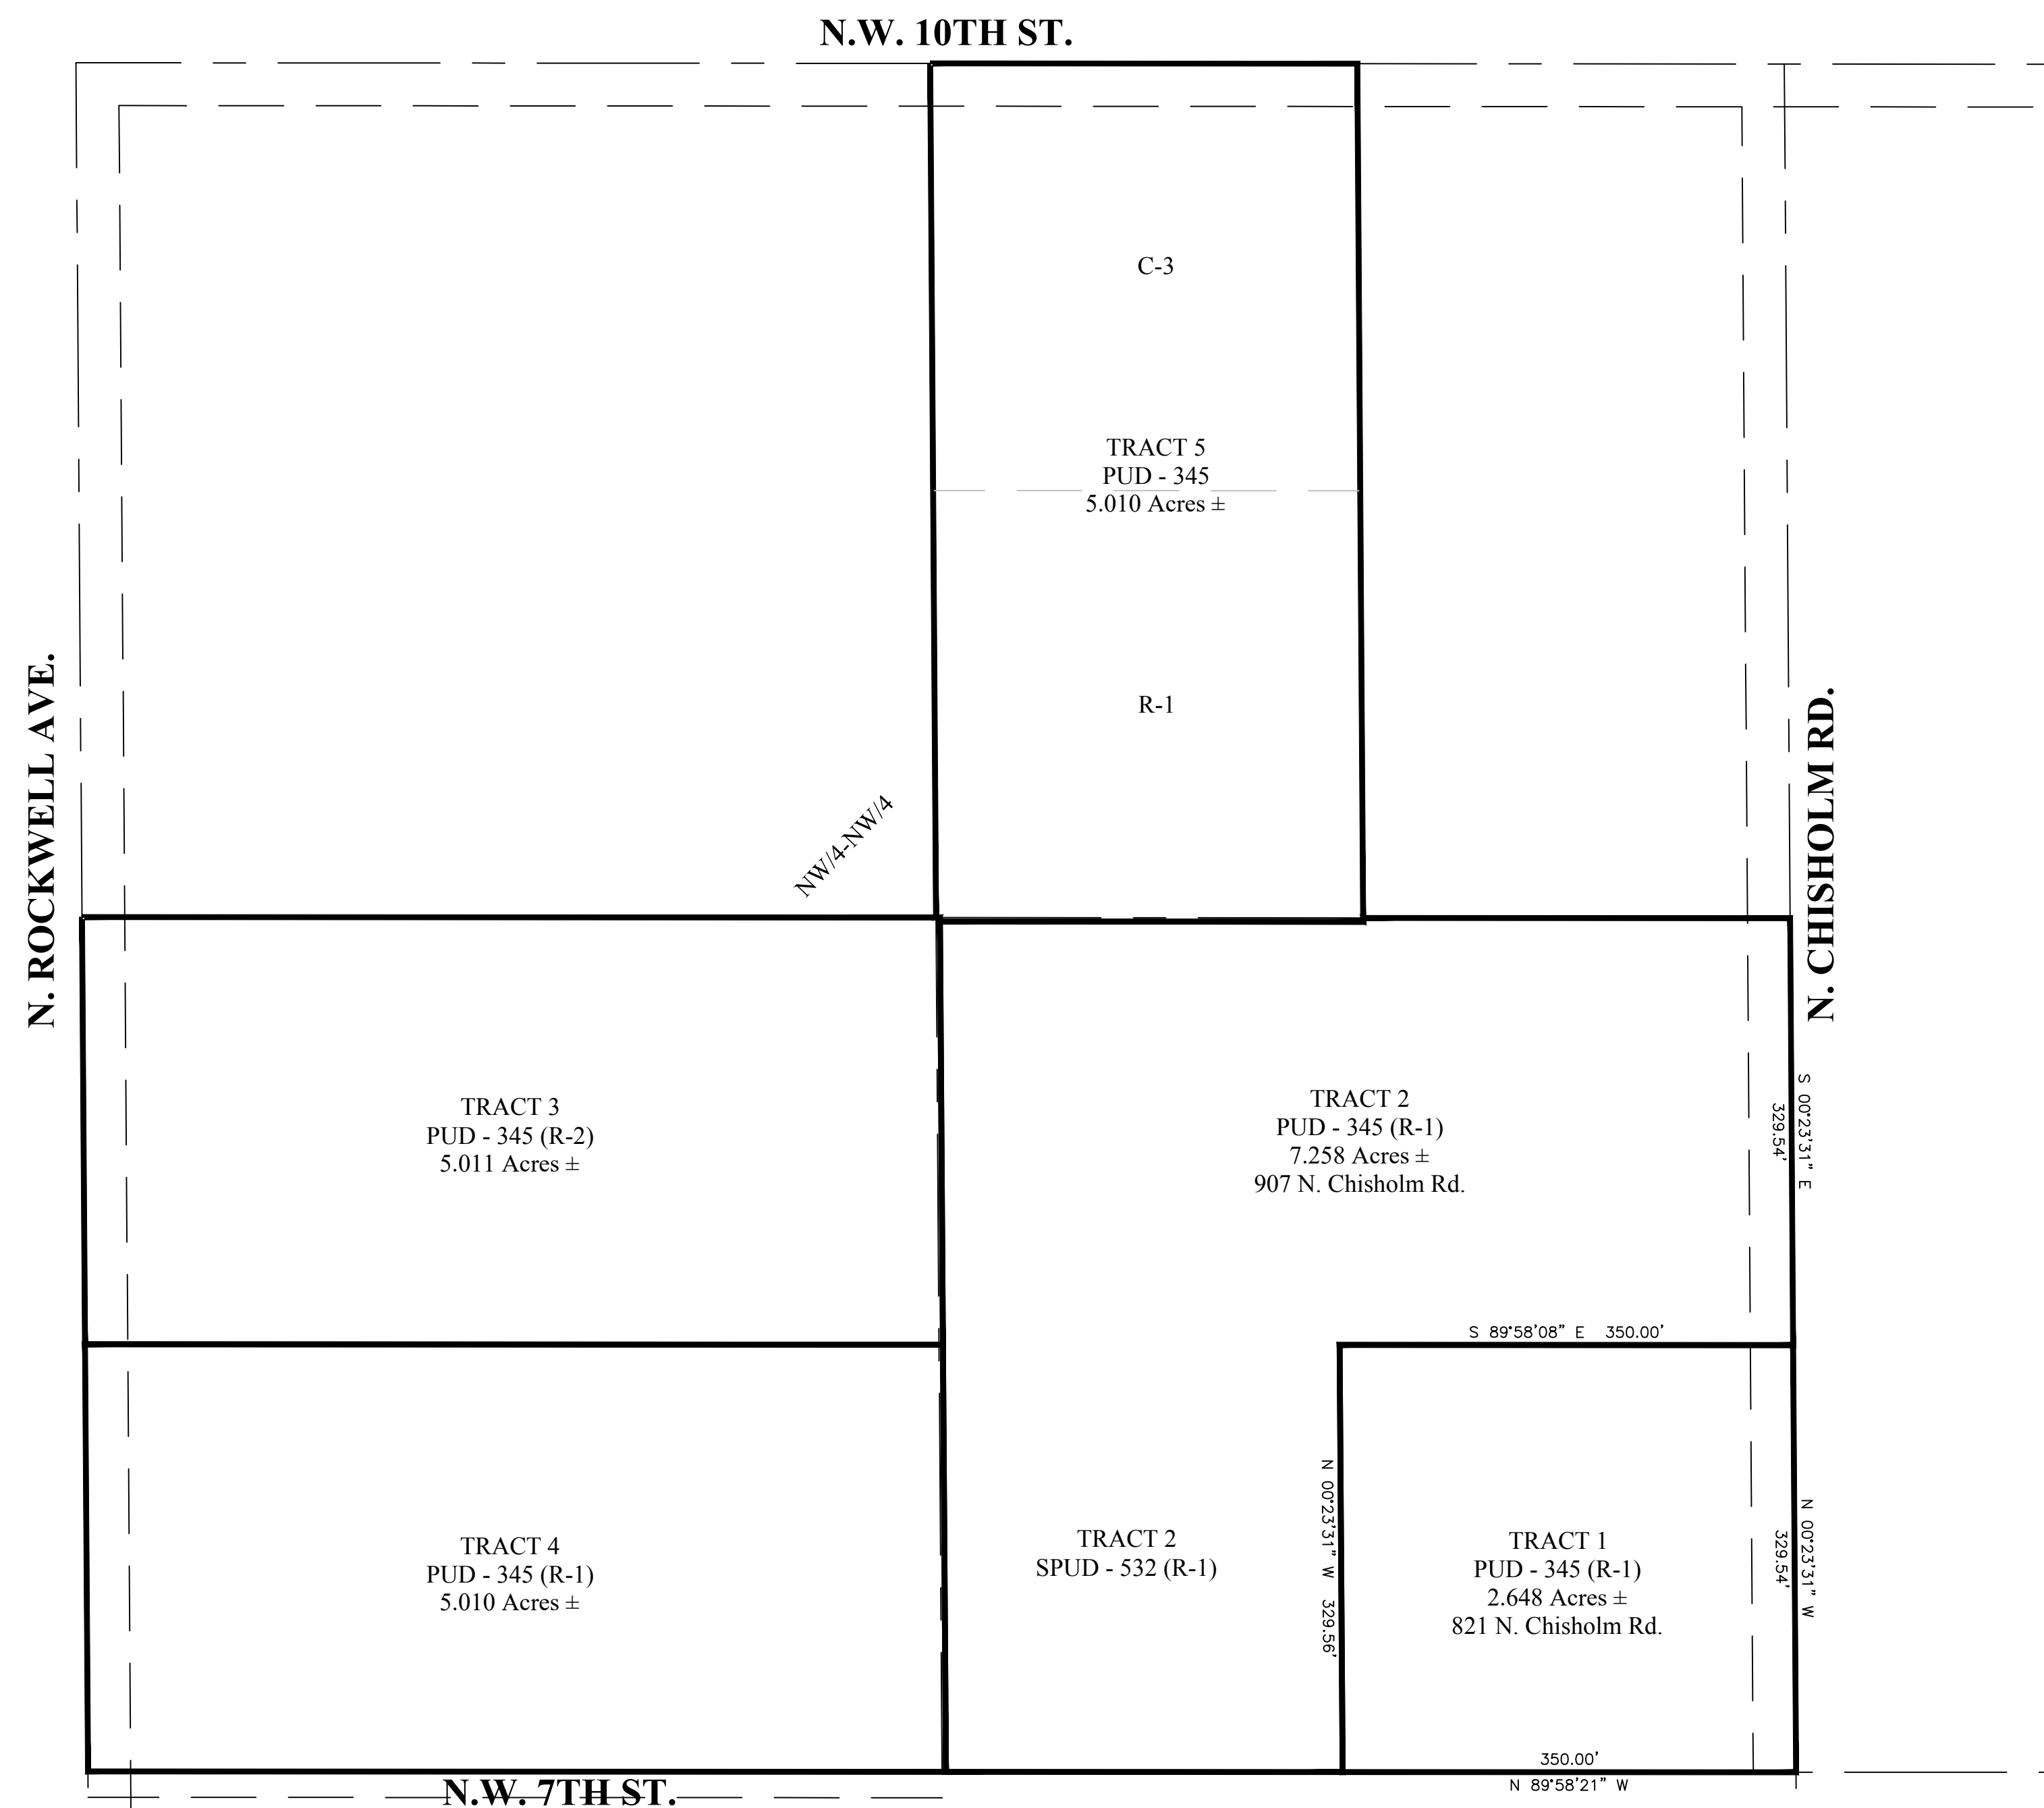 N.W. 10TH ST.
C-3
TRACT 5
PUD - 345
5.010 Acres ±
R-1
NW/4-NW/4
N. ROCKWELL AVE.
N. CHISHOLM RD.
TRACT 3
PUD - 345 (R-2)
5.011 Acres ±
TRACT 2
PUD - 345 (R-1)
7.258 Acres ±
907 N. Chisholm Rd.
S 00°23'31" E
329.54'
S 89°58'08" E 350.00'
TRACT 4
PUD - 345 (R-1)
5.010 Acres ±
TRACT 2
SPUD - 532 (R-1)
N 00°23'31" W 329.56'
TRACT 1
PUD - 345 (R-1)
2.648 Acres ±
821 N. Chisholm Rd.
N 00°23'31" W
329.54'
350.00'
N 89°58'21" W
N.W. 7TH ST.